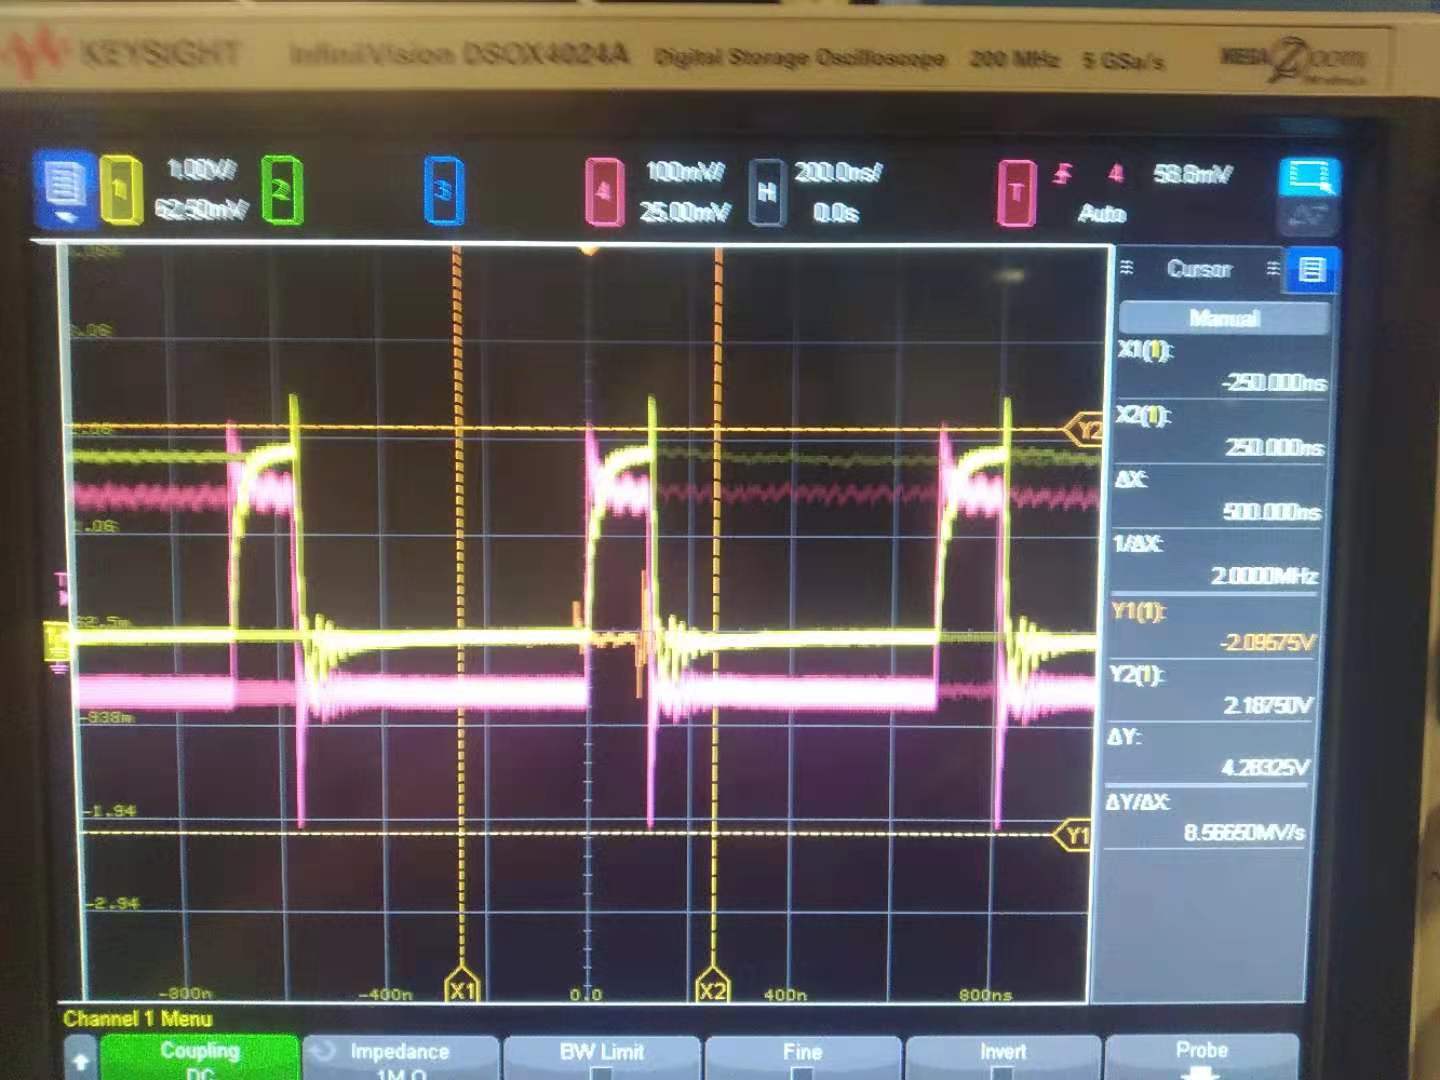 KEYSIGHT InfiniiVision DSOX4024A Digital Storage Oscilloscope 200 MHz 5 GSa/s MEGA Zoom
1 1.00V/ 2 3 4 100mV/ H 200.0ns/ T 4 58.8mV
62.50mV 25.00mV 0.0s Auto
Cursor
Manual
X1(1):
-250.000ns
X2(1):
250.000ns
ΔX:
500.000ns
1/ΔX:
2.0000MHz
Y1(1):
-2.09575V
Y2(1):
2.18750V
ΔY:
4.28325V
ΔY/ΔX:
8.56650MV/s
Y2
62.5m
-938m
-1.94
Y1
-2.94
X1 X2
-800n -400n 0.0 400n 800ns
Channel 1 Menu
Coupling Impedance BW Limit Fine Invert Probe
DC 1M Ω